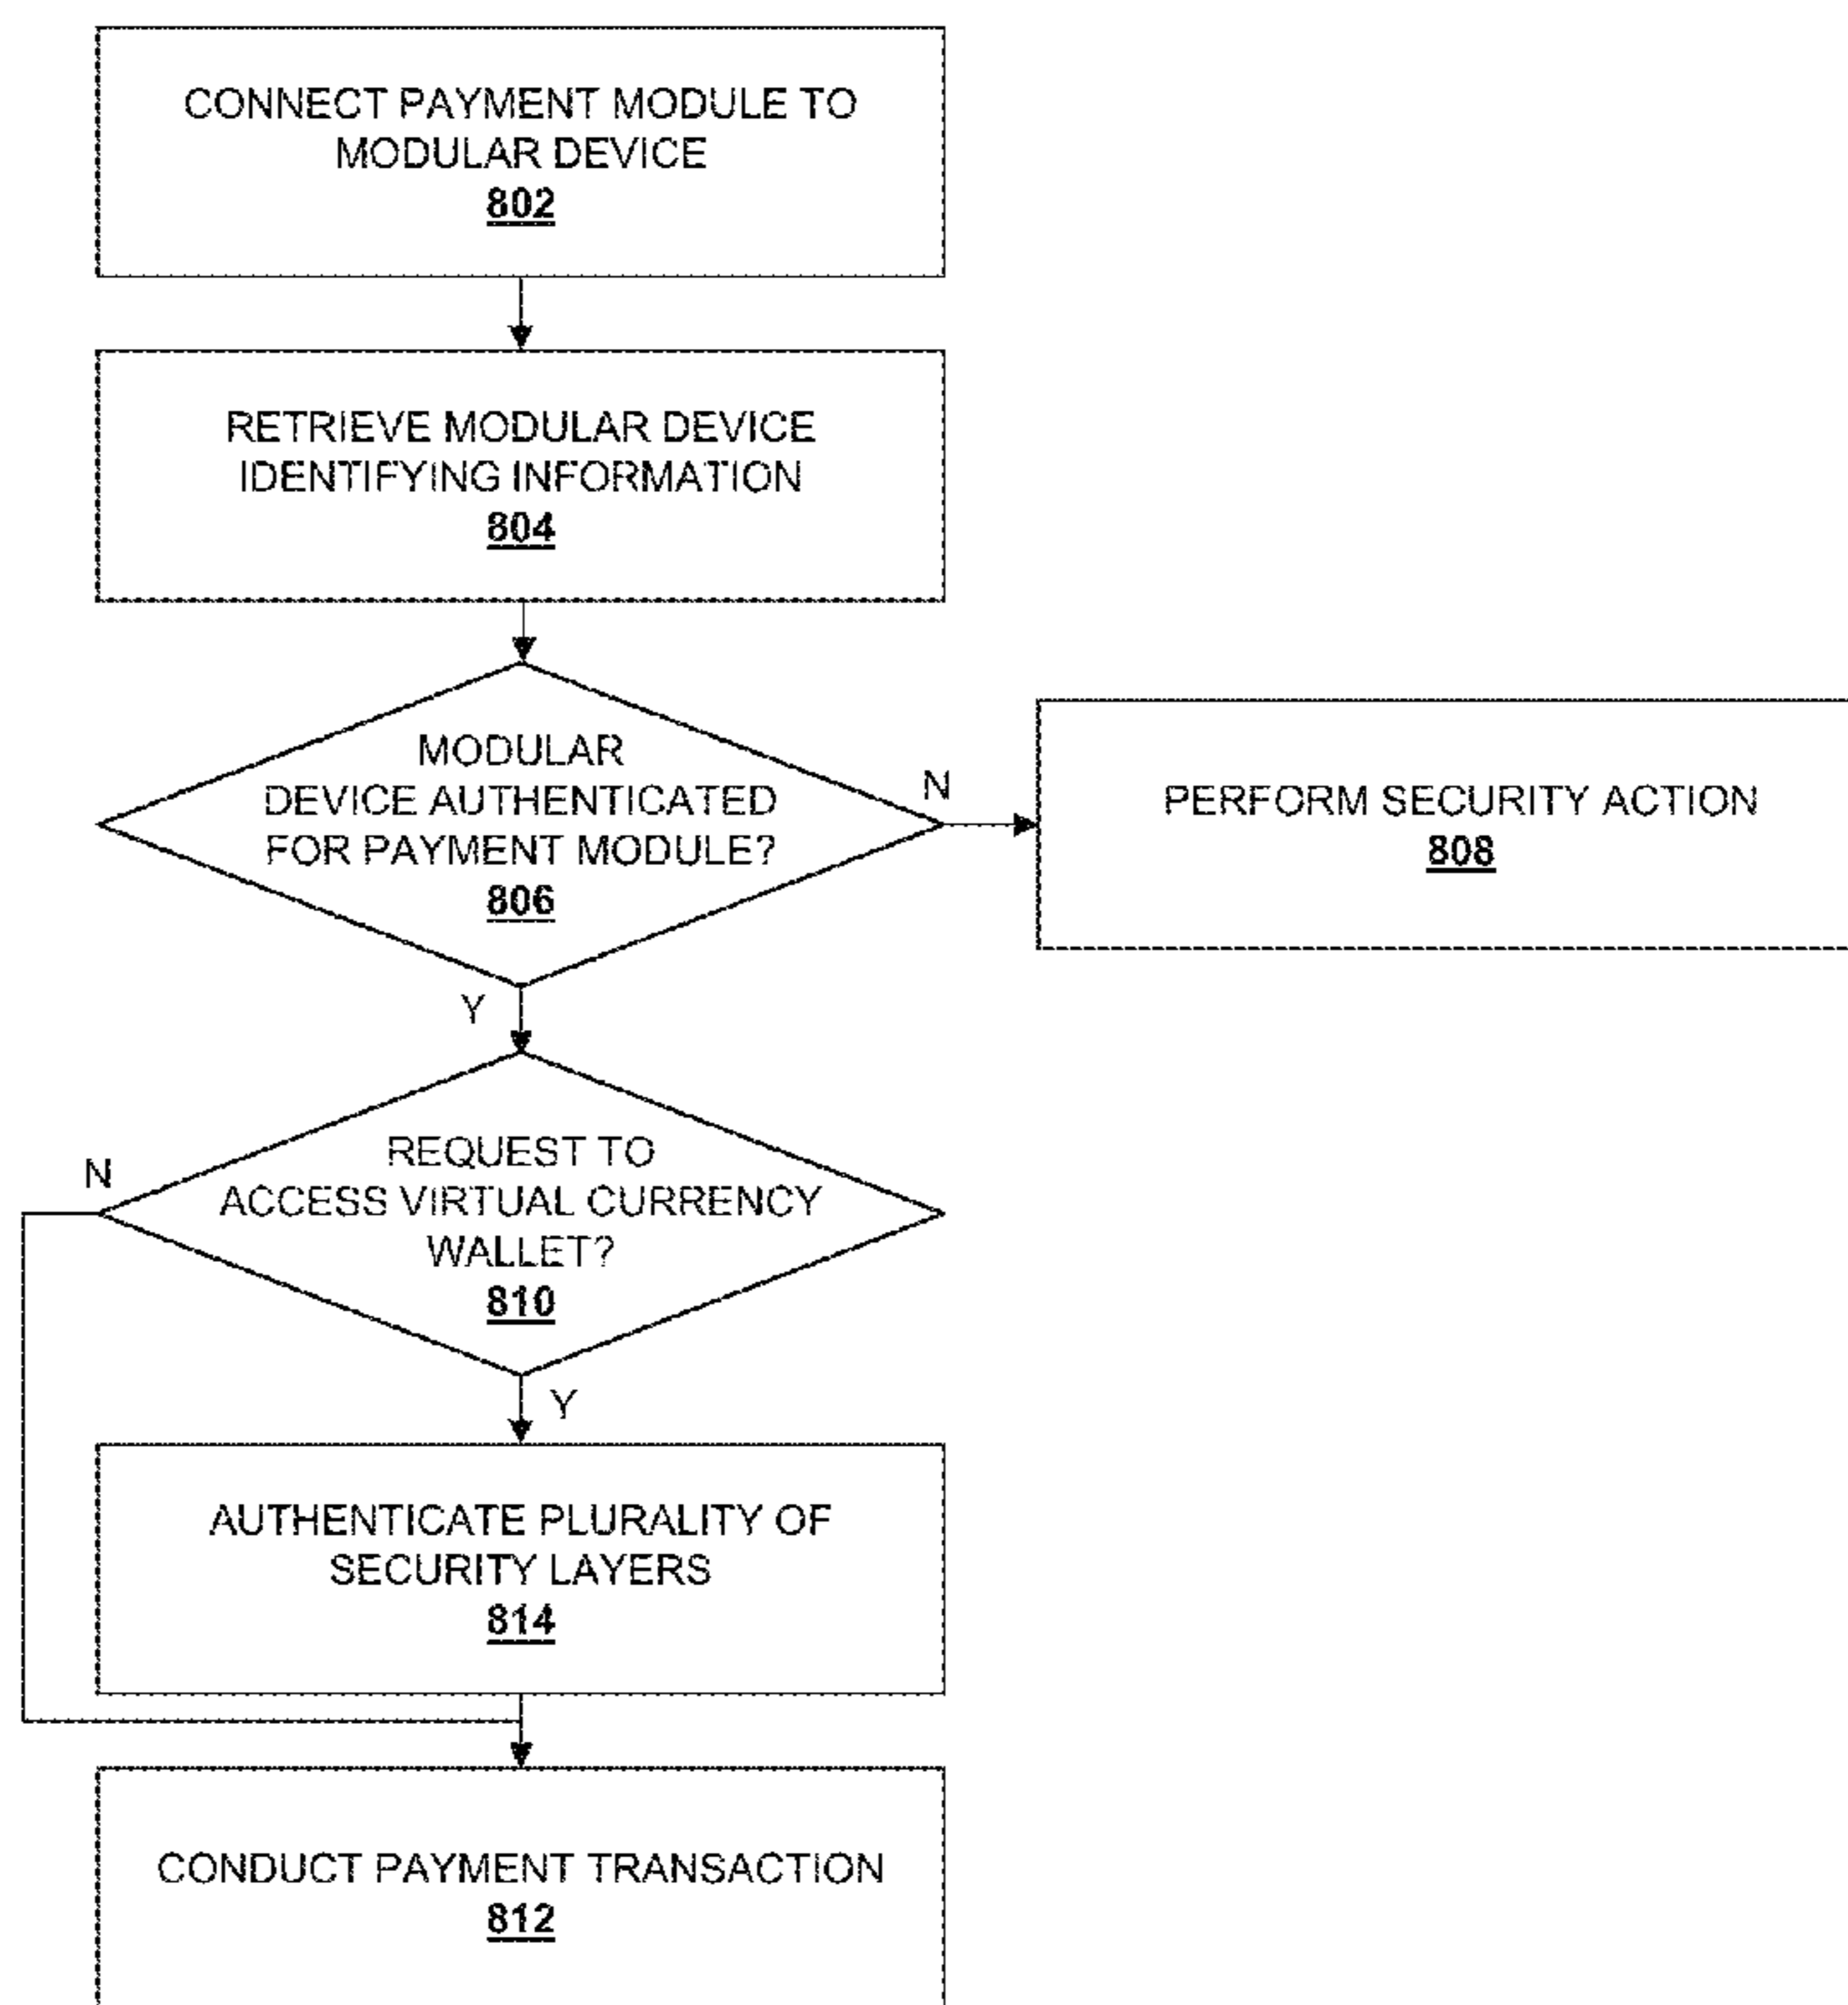 CONNECT PAYMENT MODULE TO
MODULAR DEVICE
802
RETRIEVE MODULAR DEVICE
IDENTIFYING INFORMATION
804
MODULAR
DEVICE AUTHENTICATED
FOR PAYMENT MODULE?
806
N
PERFORM SECURITY ACTION
808
Y
REQUEST TO
ACCESS VIRTUAL CURRENCY
WALLET?
810
N
Y
AUTHENTICATE PLURALITY OF
SECURITY LAYERS
814
CONDUCT PAYMENT TRANSACTION
812